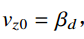 v_{z0} = β_d,